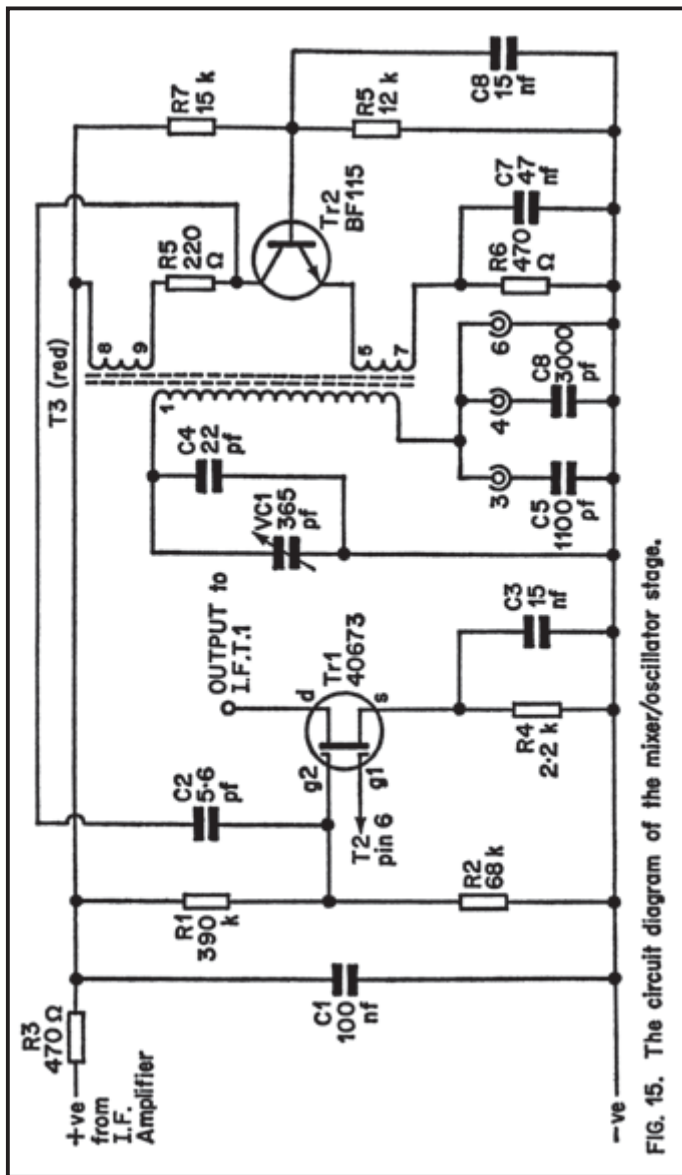 R3
470 Ω
+ve
from
I.F.
Amplifier
C1
100
nf
R1
390
k
R2
68 k
C2
5·6
pf
T2
pin 6
g2
g1
d
s
OUTPUT to
I.F.T.1
Tr1
40673
R4
2·2 k
C3
15
nf
VC1
365
pf
C4
22
pf
T3 (red)
1
8
9
5
7
3
4
6
C5
1100
pf
C8
3000
pf
R5
220
Ω
Tr2
BF115
R6
470
Ω
C7
47
nf
R7
15 k
R5
12 k
C8
15
nf
-ve
FIG. 15. The circuit diagram of the mixer/oscillator stage.